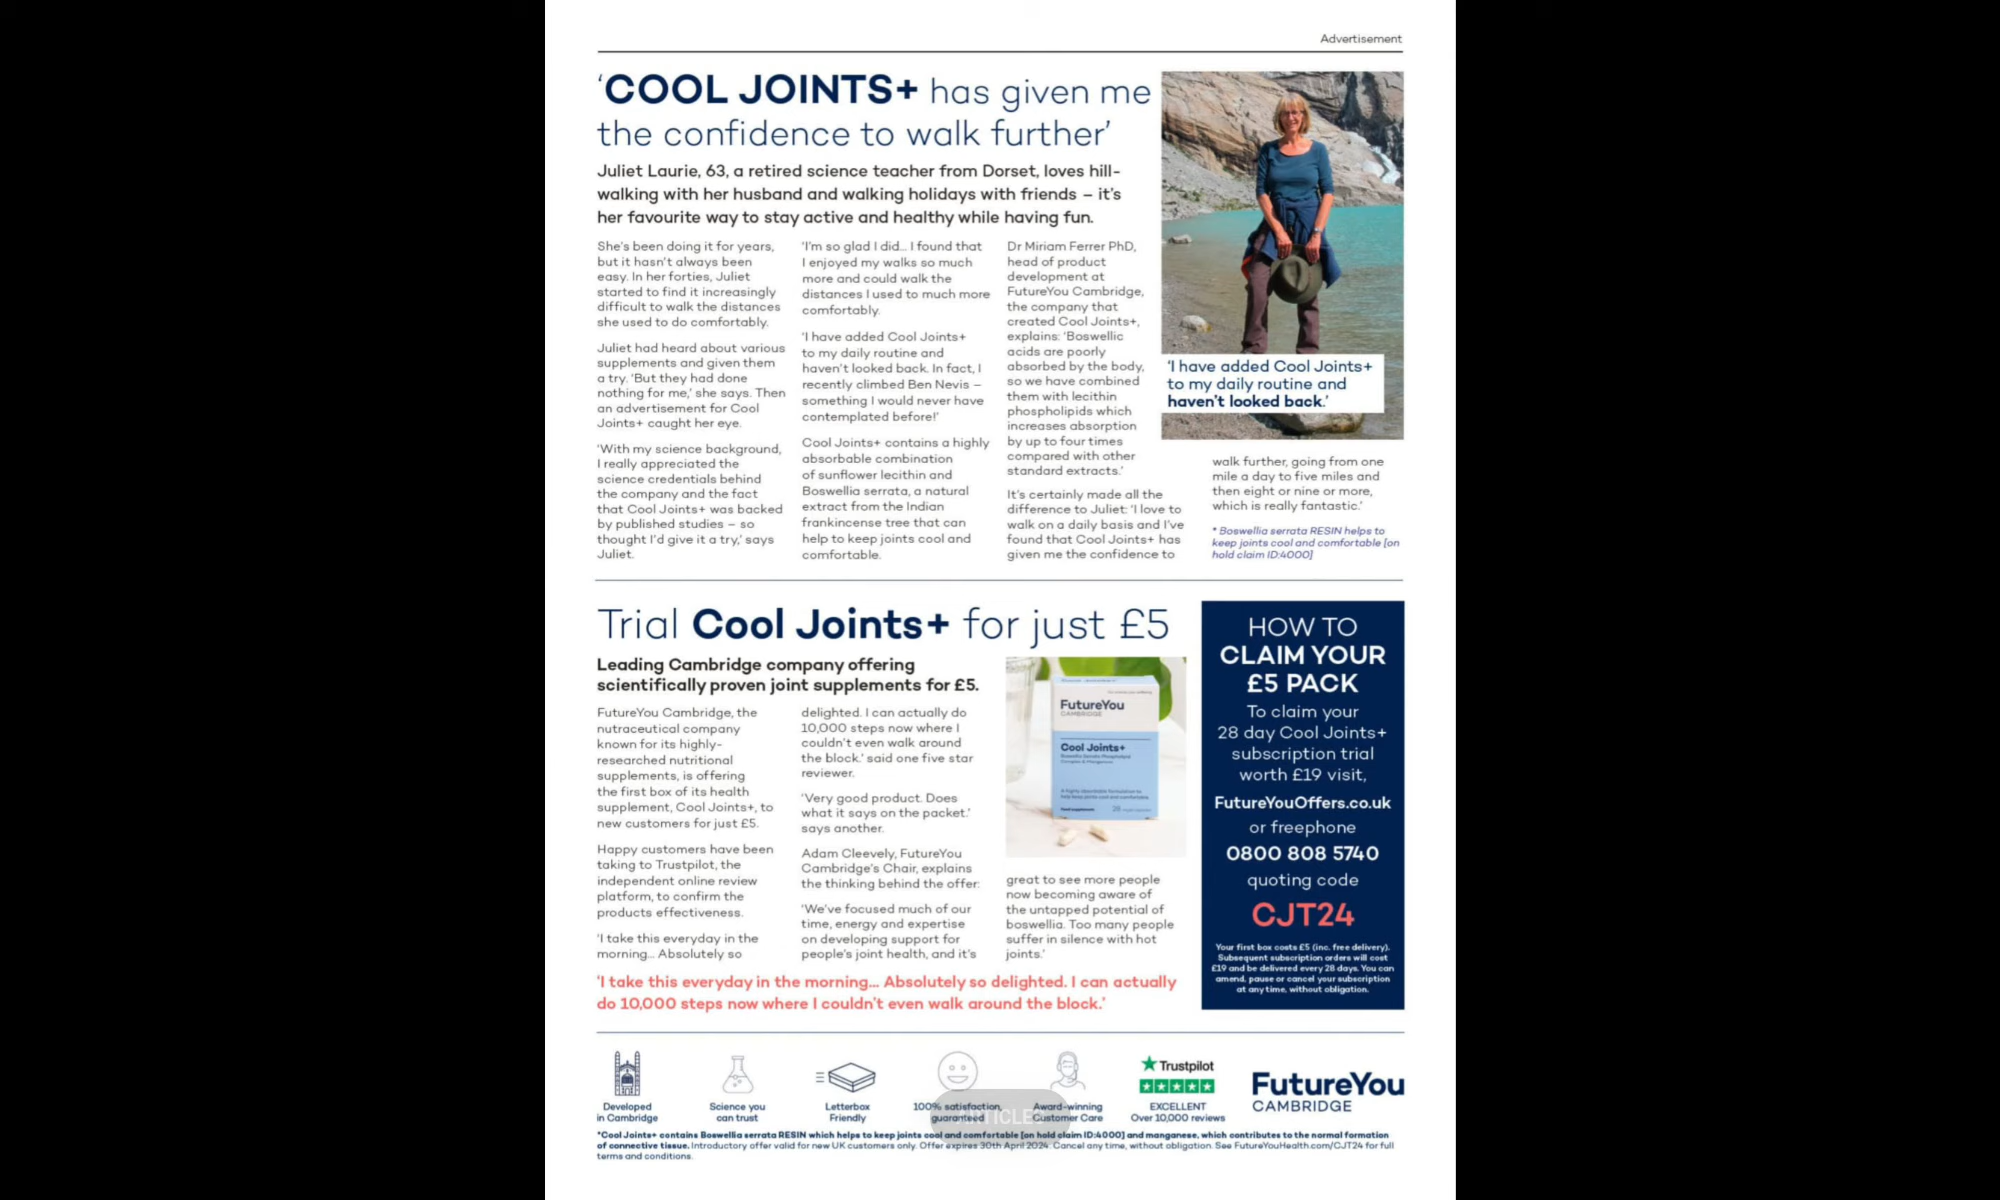 Advertisement
‘COOL JOINTS+ has given me
the confidence to walk further’
Juliet Laurie, 63, a retired science teacher from Dorset, loves hill-
walking with her husband and walking holidays with friends – it’s
her favourite way to stay active and healthy while having fun.
She’s been doing it for years,
but it hasn’t always been
easy. In her forties, Juliet
started to find it increasingly
difficult to walk the distances
she used to do comfortably.
Juliet had heard about various
supplements and given them
a try. ‘But they had done
nothing for me,’ she says. Then
an advertisement for Cool
Joints+ caught her eye.
‘With my science background,
I really appreciated the
science credentials behind
the company and the fact
that Cool Joints+ was backed
by published studies – so
thought I’d give it a try,’ says
Juliet.
‘I’m so glad I did... I found that
I enjoyed my walks so much
more and could walk the
distances I used to much more
comfortably.
‘I have added Cool Joints+
to my daily routine and
haven’t looked back. In fact, I
recently climbed Ben Nevis –
something I would never have
contemplated before!’
Cool Joints+ contains a highly
absorbable combination
of sunflower lecithin and
Boswellia serrata, a natural
extract from the Indian
frankincense tree that can
help to keep joints cool and
comfortable.
Dr Miriam Ferrer PhD,
head of product
development at
FutureYou Cambridge,
the company that
created Cool Joints+,
explains: ‘Boswellic
acids are poorly
absorbed by the body,
so we have combined
them with lecithin
phospholipids which
increases absorption
by up to four times
compared with other
standard extracts.’
It’s certainly made all the
difference to Juliet: ‘I love to
walk on a daily basis and I’ve
found that Cool Joints+ has
given me the confidence to
‘I have added Cool Joints+
to my daily routine and
haven’t looked back.’
walk further, going from one
mile a day to five miles and
then eight or nine or more,
which is really fantastic.’
* Boswellia serrata RESIN helps to
keep joints cool and comfortable [on
hold claim ID:4000]
Trial Cool Joints+ for just £5
Leading Cambridge company offering
scientifically proven joint supplements for £5.
FutureYou Cambridge, the
nutraceutical company
known for its highly-
researched nutritional
supplements, is offering
the first box of its health
supplement, Cool Joints+, to
new customers for just £5.
Happy customers have been
taking to Trustpilot, the
independent online review
platform, to confirm the
products effectiveness.
‘I take this everyday in the
morning... Absolutely so
delighted. I can actually do
10,000 steps now where I
couldn’t even walk around
the block.’ said one five star
reviewer.
‘Very good product. Does
what it says on the packet.’
says another.
Adam Cleevely, FutureYou
Cambridge’s Chair, explains
the thinking behind the offer:
‘We’ve focused much of our
time, energy and expertise
on developing support for
people’s joint health, and it’s
FutureYou
CAMBRIDGE
Cool Joints+
28
great to see more people
now becoming aware of
the untapped potential of
boswellia. Too many people
suffer in silence with hot
joints.’
‘I take this everyday in the morning... Absolutely so delighted. I can actually
do 10,000 steps now where I couldn’t even walk around the block.’
HOW TO
CLAIM YOUR
£5 PACK
To claim your
28 day Cool Joints+
subscription trial
worth £19 visit,
FutureYouOffers.co.uk
or freephone
0800 808 5740
quoting code
CJT24
Your first box costs £5 (inc. free delivery).
Subsequent subscription orders will cost
£19 and be delivered every 28 days. You can
amend, pause or cancel your subscription
at any time, without obligation.
Developed
in Cambridge
Science you
can trust
Letterbox
Friendly
100% satisfaction,
guaranteed
Award-winning
Customer Care
Trustpilot
EXCELLENT
Over 10,000 reviews
FutureYou
CAMBRIDGE
*Cool Joints+ contains Boswellia serrata RESIN which helps to keep joints cool and comfortable [on hold claim ID:4000] and manganese, which contributes to the normal formation
of connective tissue. Introductory offer valid for new UK customers only. Offer expires 30th April 2024. Cancel any time, without obligation. See FutureYouHealth.com/CJT24 for full
terms and conditions.